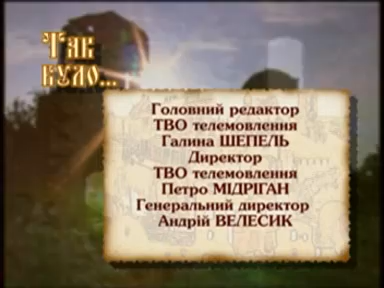 Так
було...
Головний редактор
ТВО телемовлення
Галина ШЕПЕЛЬ
Директор
ТВО телемовлення
Петро МІДРІГАН
Генеральний директор
Андрій ВЕЛЕСИК